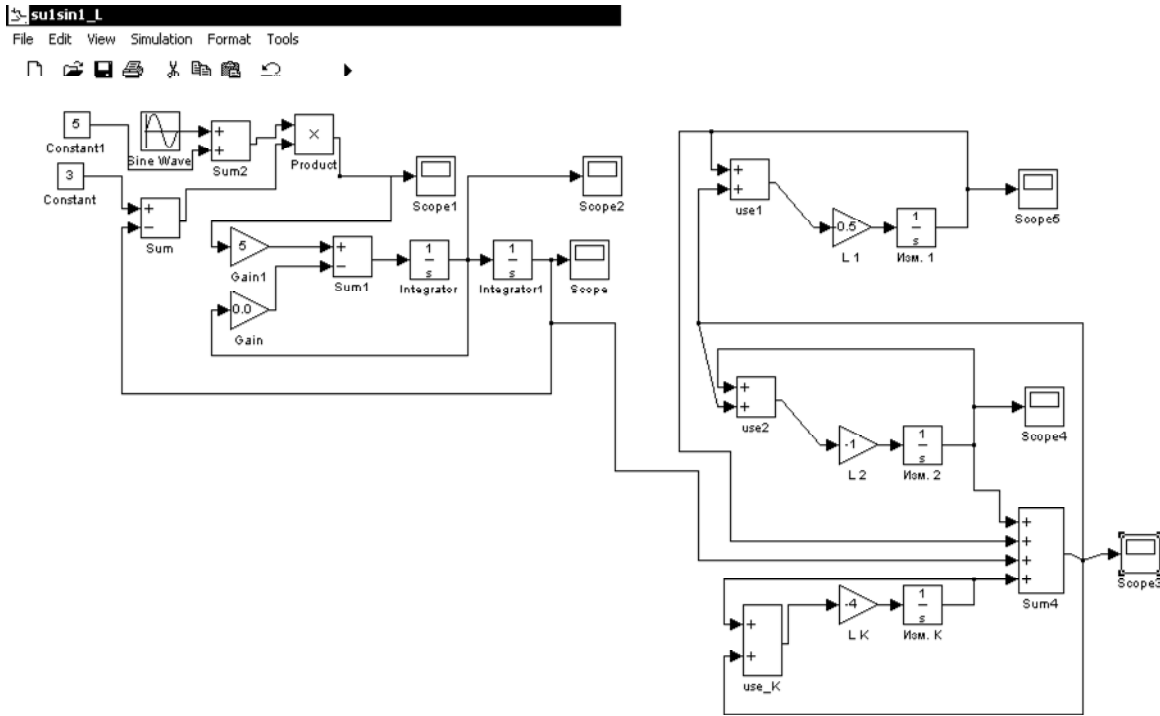 su1sin1_L
File Edit View Simulation Format Tools
5
Constant1
Sine Wave
+
+
Sum2
×
Product
3
Constant
+
−
Sum
Scope1
Scope2
5
Gain1
+
−
Sum1
1
s
Integrator
1
s
Integrator1
Scope
0.0
Gain
+
+
use1
0.5
L 1
1
s
Изм. 1
Scope5
+
+
use2
-1
L 2
1
s
Изм. 2
Scope4
+
+
+
+
Sum4
Scope3
+
+
use_K
-4
L K
1
s
Изм. K